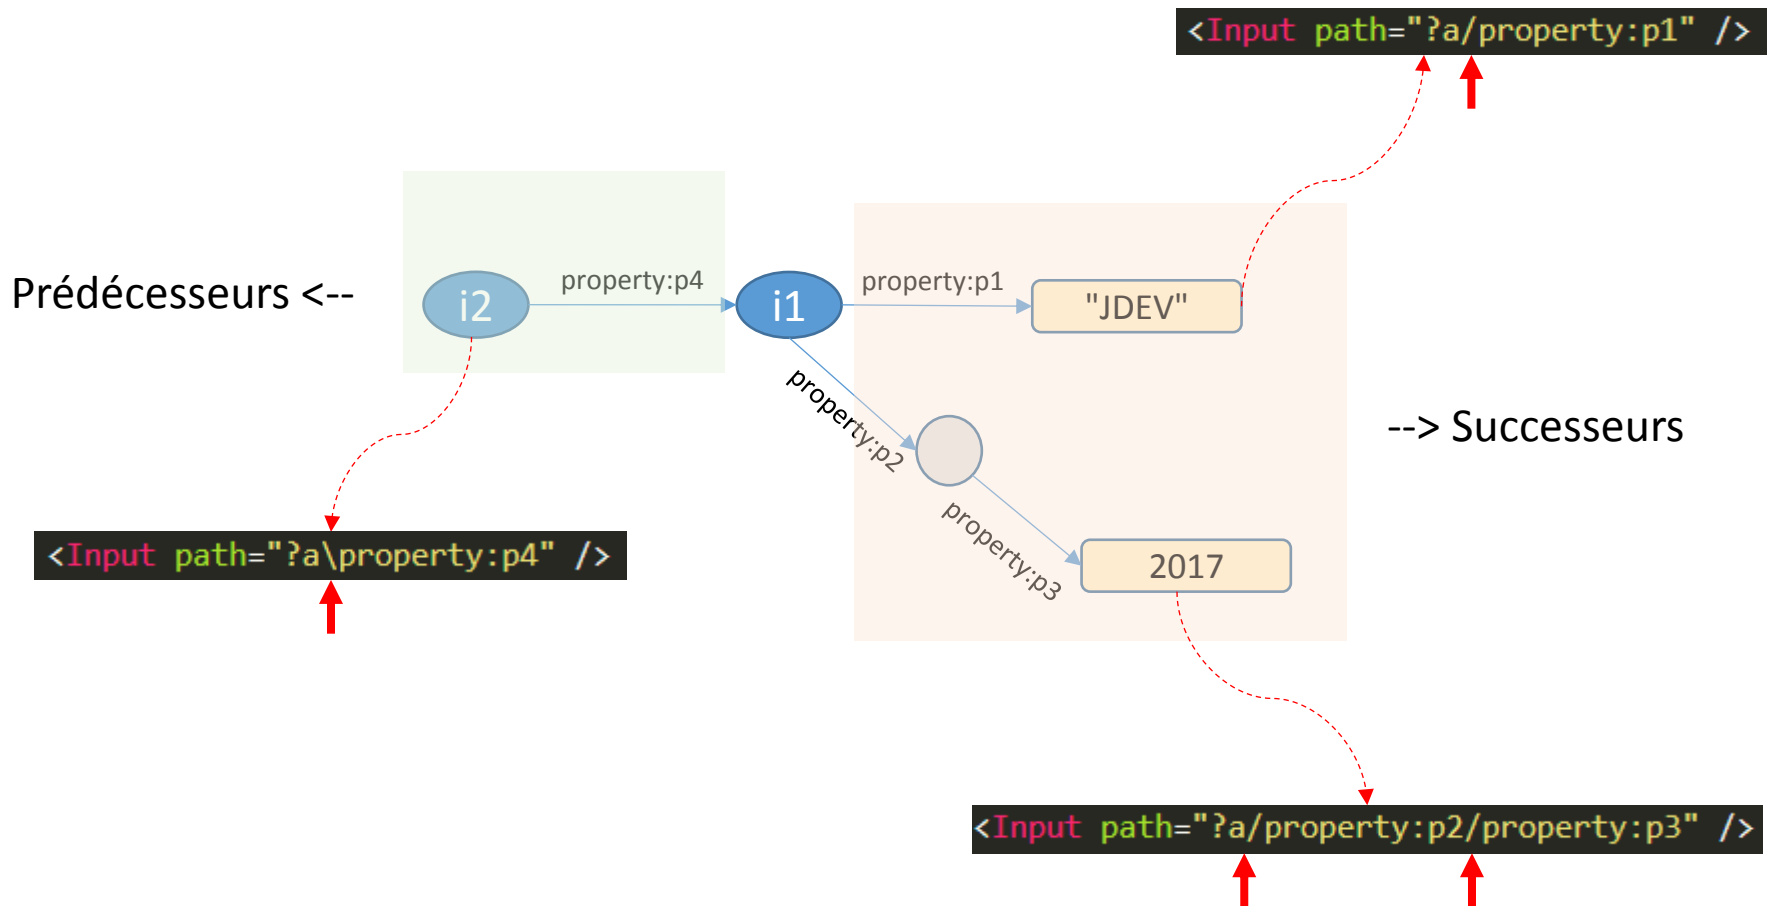 <Input path="?a/property:p1" />
Prédécesseurs <--
i2
property:p4
i1
property:p1
"JDEV"
property:p2
--> Successeurs
property:p3
2017
<Input path="?a\property:p4" />
<Input path="?a/property:p2/property:p3" />